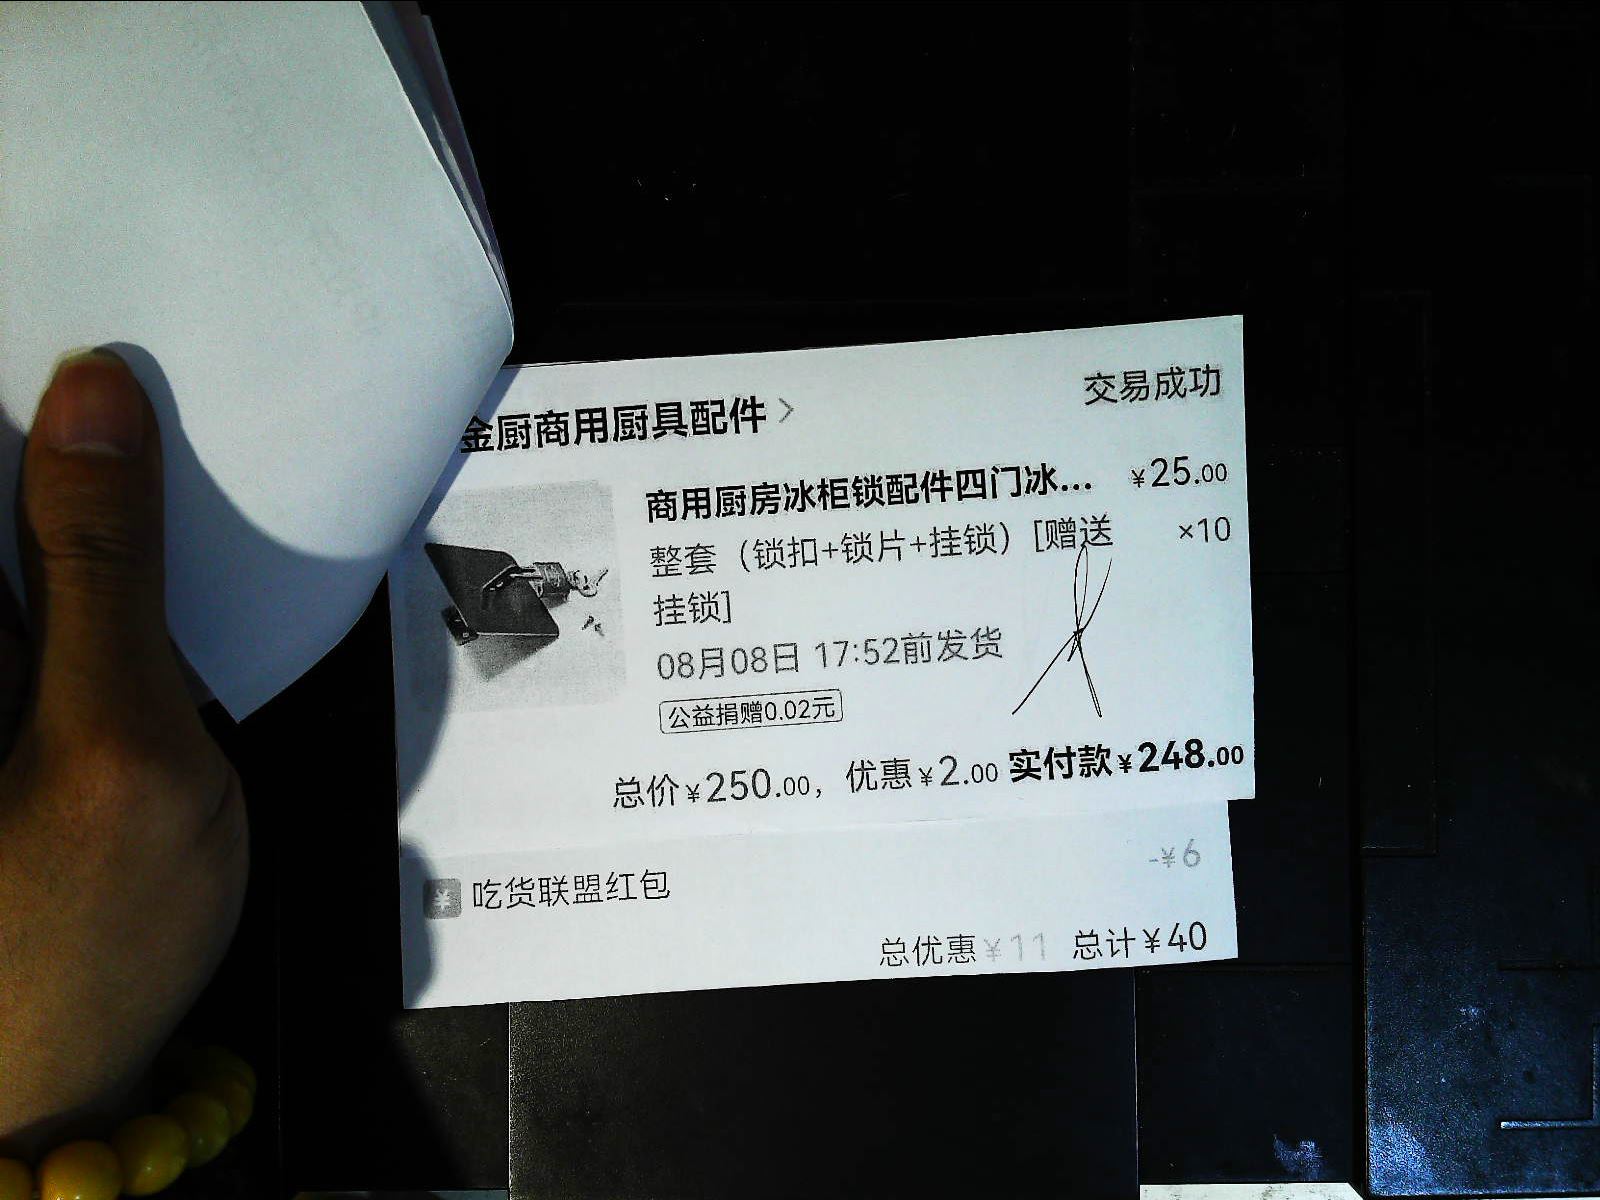 金厨商用厨具配件 >
交易成功
商用厨房冰柜锁配件四门冰... ¥25.00
整套（锁扣+锁片+挂锁）[赠送 ×10
挂锁]
08月08日 17:52前发货
公益捐赠0.02元
总价¥250.00，优惠¥2.00 实付款¥248.00
¥ 吃货联盟红包 -¥6
总优惠¥11 总计¥40